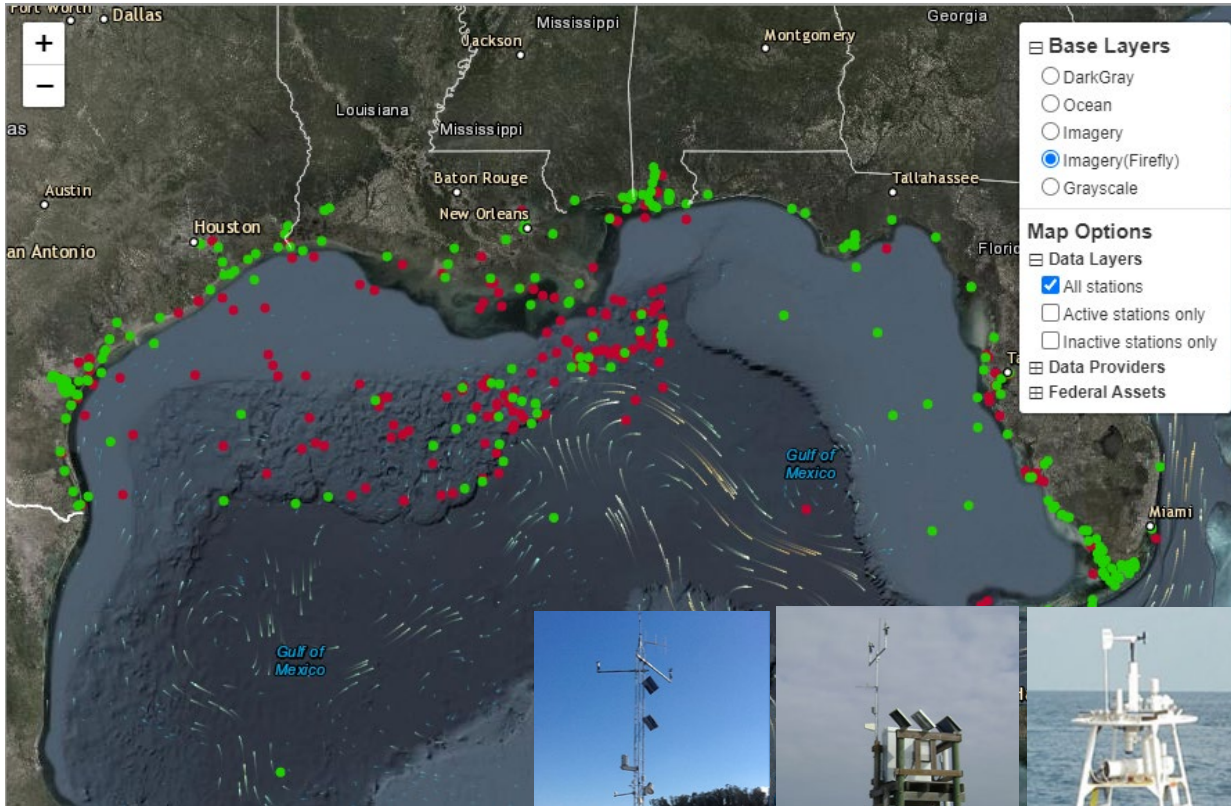 Fort Worth
Dallas
Mississippi
Georgia
Jackson
Montgomery
Louisiana
Mississippi
as
Austin
Baton Rouge
Tallahassee
Houston
New Orleans
an Antonio
Florid
Ta
Gulf of
Mexico
Miami
Gulf of
Mexico
+
−
Base Layers
DarkGray
Ocean
Imagery
Imagery(Firefly)
Grayscale
Map Options
Data Layers
All stations
Active stations only
Inactive stations only
Data Providers
Federal Assets